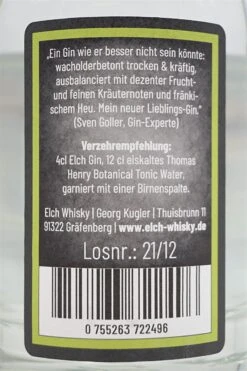 „Ein Gin wie er besser nicht sein könnte:
wacholderbetont trocken & kräftig,
ausbalanciert mit dezenter Frucht-
und feinen Kräuternoten und fränki-
schem Heu. Mein neuer Lieblings-Gin.“
(Sven Goller, Gin-Experte)
Verzehrempfehlung:
4cl Elch Gin, 12 cl eiskaltes Thomas
Henry Botanical Tonic Water,
garniert mit einer Birnenspalte.
Elch Whisky | Georg Kugler | Thuisbrunn 11
91322 Gräfenberg | www.elch-whisky.de
Losnr.: 21/12
0 755263 722496